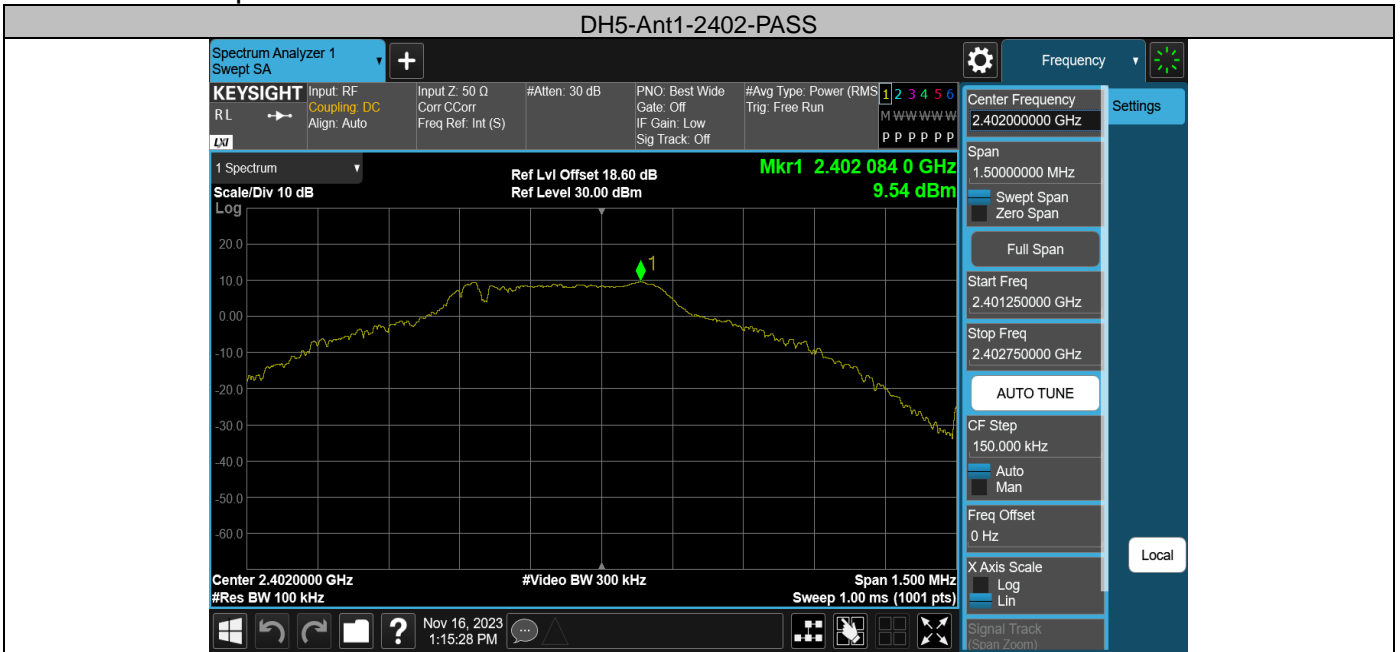 DH5-Ant1-2402-PASS
Spectrum Analyzer 1
Swept SA
+
Frequency
KEYSIGHT
RL
LXI
Input: RF
Coupling: DC
Align: Auto
Input Z: 50 Ω
Corr CCorr
Freq Ref: Int (S)
#Atten: 30 dB
PNO: Best Wide
Gate: Off
IF Gain: Low
Sig Track: Off
#Avg Type: Power (RMS
Trig: Free Run
1 2 3 4 5 6
M W W W W W
P P P P P P
Center Frequency
2.402000000 GHz
Settings
1 Spectrum
Scale/Div 10 dB
Log
Ref Lvl Offset 18.60 dB
Ref Level 30.00 dBm
Mkr1 2.402 084 0 GHz
9.54 dBm
Span
1.50000000 MHz
Swept Span
Zero Span
Full Span
Start Freq
2.401250000 GHz
Stop Freq
2.402750000 GHz
AUTO TUNE
CF Step
150.000 kHz
Auto
Man
Freq Offset
0 Hz
X Axis Scale
Log
Lin
Signal Track
(Span Zoom)
Local
1
20.0
10.0
0.00
-10.0
-20.0
-30.0
-40.0
-50.0
-60.0
Center 2.4020000 GHz
#Res BW 100 kHz
#Video BW 300 kHz
Span 1.500 MHz
Sweep 1.00 ms (1001 pts)
?
Nov 16, 2023
1:15:28 PM